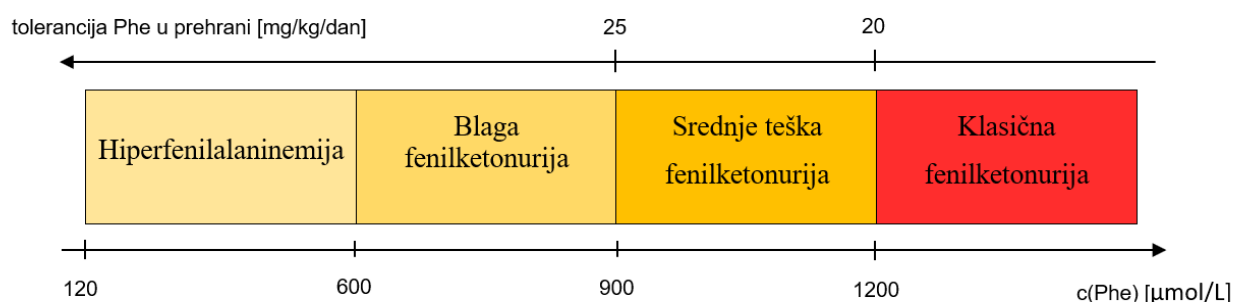 tolerancija Phe u prehrani [mg/kg/dan] 25 20
Hiperfenilalaninemija
Blaga
fenilketonurija
Srednje teška
fenilketonurija
Klasična
fenilketonurija
120 600 900 1200 c(Phe) [µmol/L]